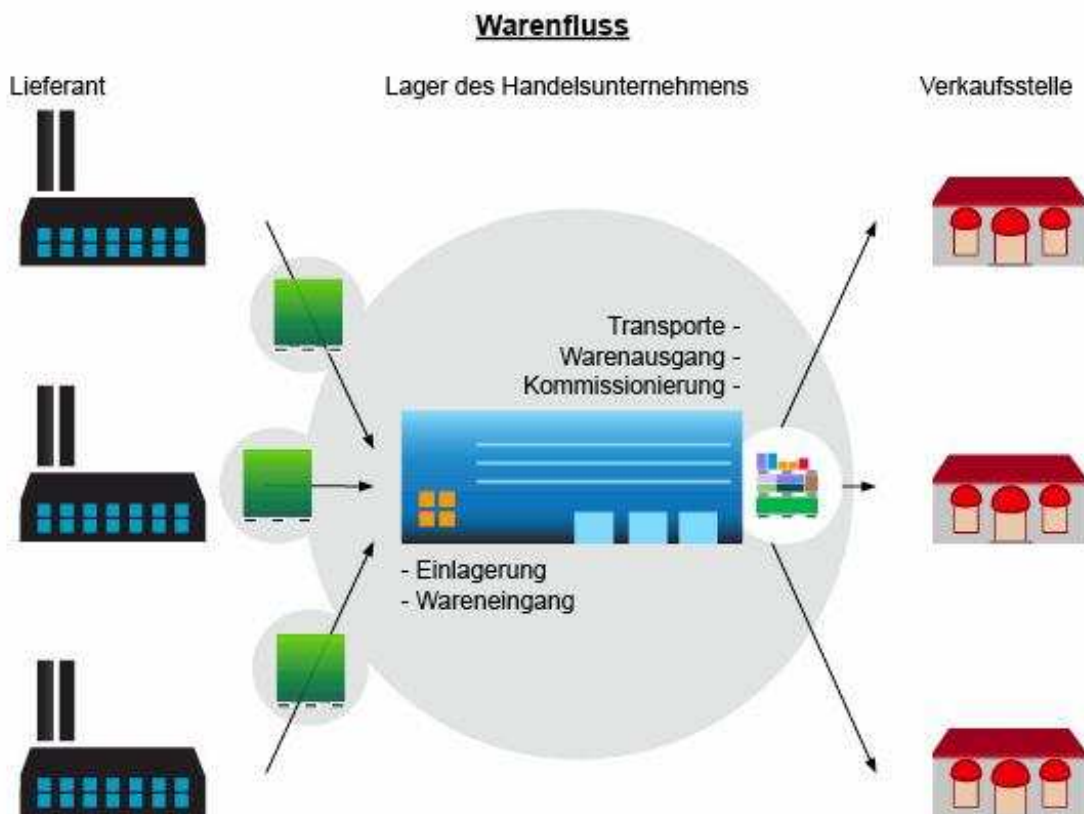 Warenfluss
Lieferant
Lager des Handelsunternehmens
Verkaufsstelle
Transporte -
Warenausgang -
Kommissionierung -
- Einlagerung
- Wareneingang